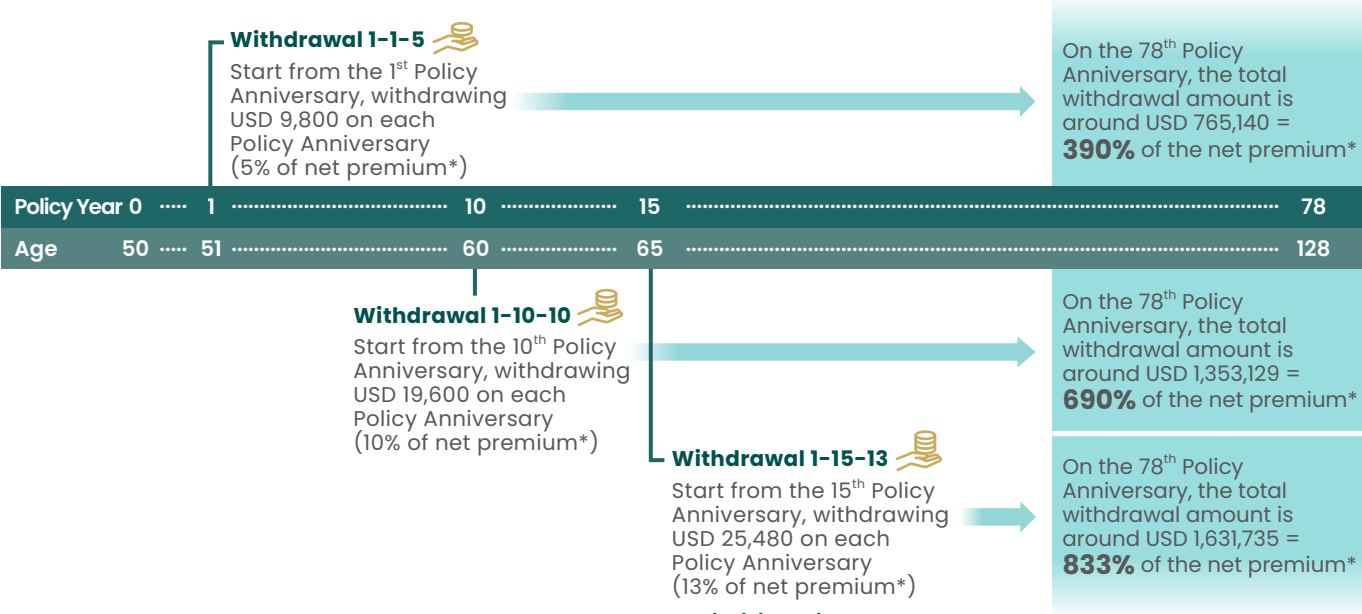 Withdrawal 1-1-5
Start from the 1st Policy
Anniversary, withdrawing
USD 9,800 on each
Policy Anniversary
(5% of net premium*)
On the 78th Policy
Anniversary, the total
withdrawal amount is
around USD 765,140 =
390% of the net premium*
Policy Year 0 ..... 1 ..... 10 ..... 15 ..... 78
Age 50 ..... 51 ..... 60 ..... 65 ..... 128
Withdrawal 1-10-10
Start from the 10th Policy
Anniversary, withdrawing
USD 19,600 on each
Policy Anniversary
(10% of net premium*)
On the 78th Policy
Anniversary, the total
withdrawal amount is
around USD 1,353,129 =
690% of the net premium*
Withdrawal 1-15-13
Start from the 15th Policy
Anniversary, withdrawing
USD 25,480 on each
Policy Anniversary
(13% of net premium*)
On the 78th Policy
Anniversary, the total
withdrawal amount is
around USD 1,631,735 =
833% of the net premium*